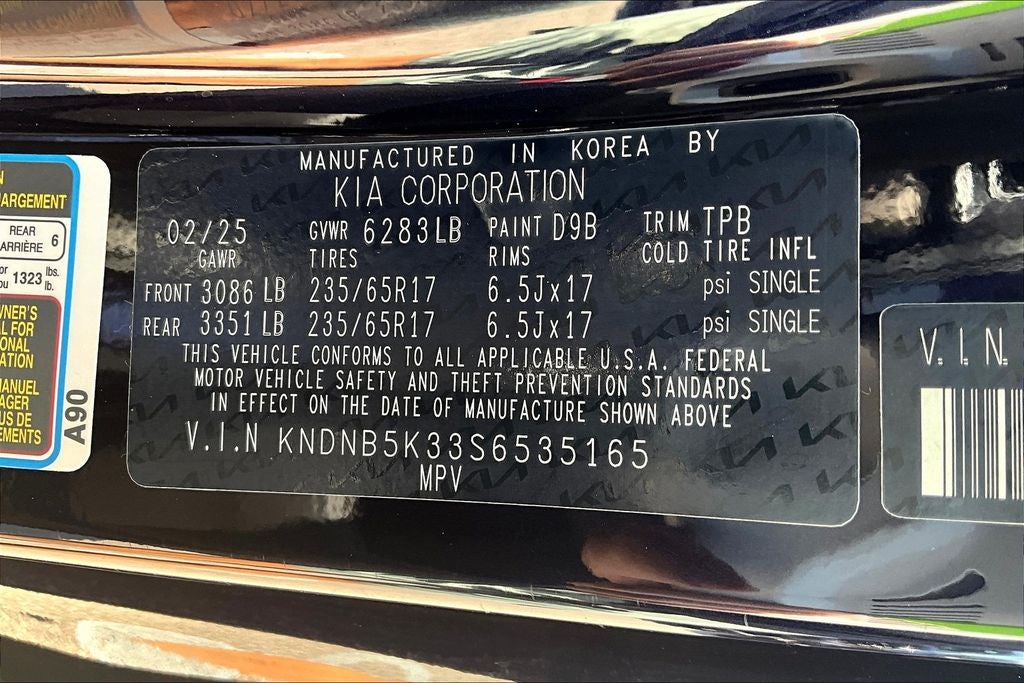 MANUFACTURED IN KOREA BY
KIA CORPORATION
02/25 GVWR 6283LB PAINT D9B TRIM TPB
GAWR TIRES RIMS COLD TIRE INFL
FRONT 3086 LB 235/65R17 6.5Jx17 psi SINGLE
REAR 3351 LB 235/65R17 6.5Jx17 psi SINGLE
THIS VEHICLE CONFORMS TO ALL APPLICABLE U.S.A. FEDERAL
MOTOR VEHICLE SAFETY AND THEFT PREVENTION STANDARDS
IN EFFECT ON THE DATE OF MANUFACTURE SHOWN ABOVE
V.I.N KNDNB5K33S6535165
MPV
REAR
ARRIÈRE 6
1323 lbs.
lb.
A90
V.I.N.